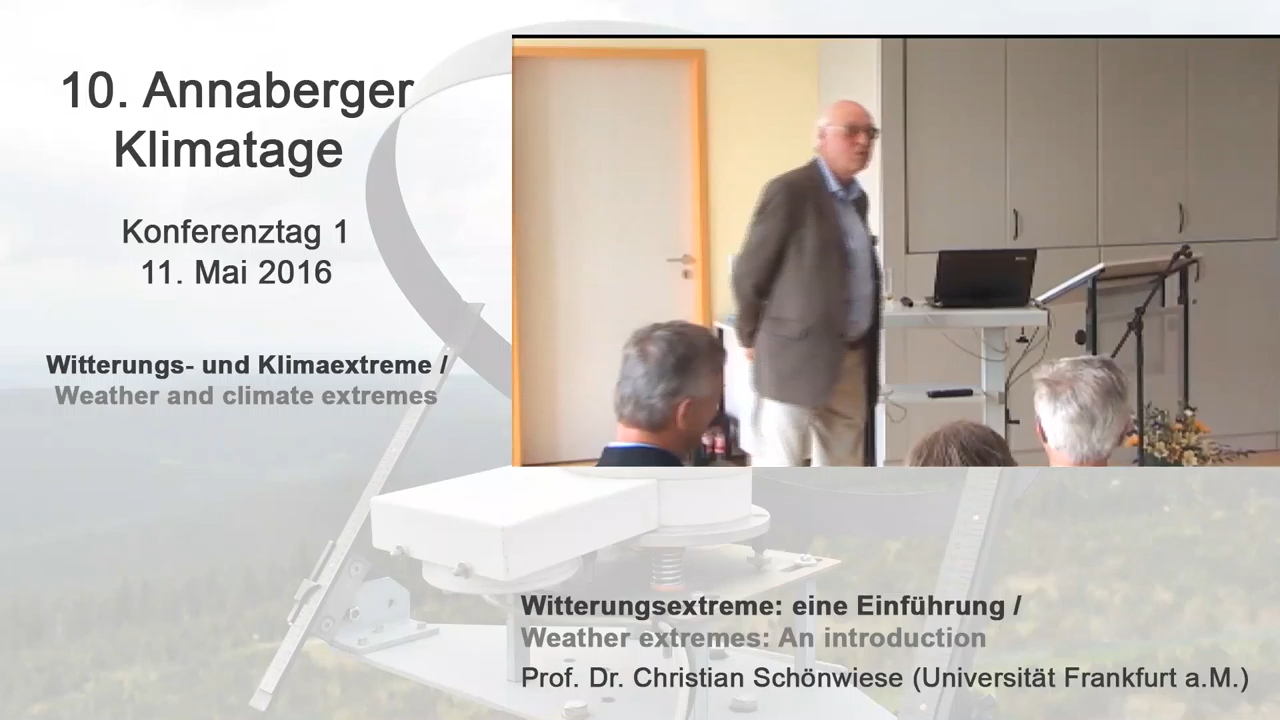 10. Annaberger
Klimatage
Konferenztag 1
11. Mai 2016
Witterungs- und Klimaextreme /
Weather and climate extremes
Witterungsextreme: eine Einführung /
Weather extremes: An introduction
Prof. Dr. Christian Schönwiese (Universität Frankfurt a.M.)